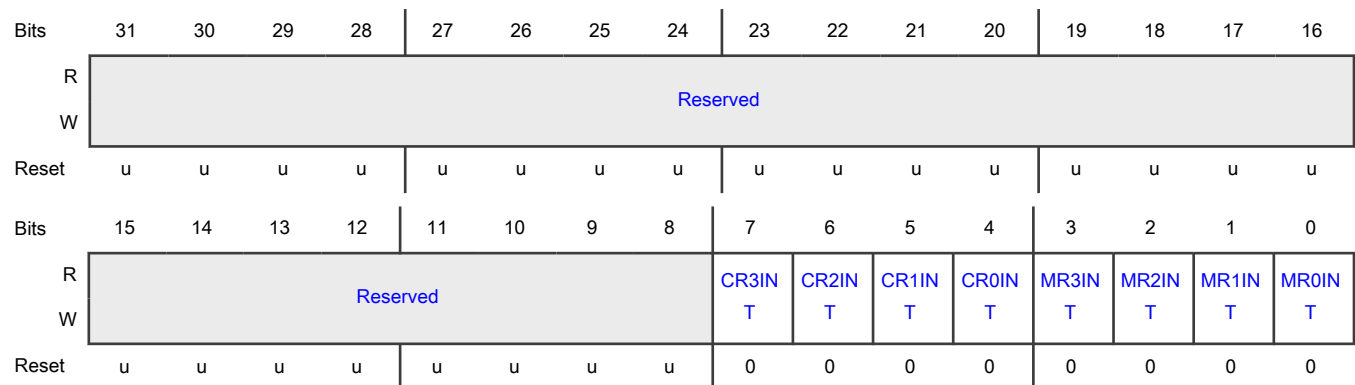 Bits 31 30 29 28 27 26 25 24 23 22 21 20 19 18 17 16
R
Reserved
W
Reset u u u u u u u u u u u u u u u u
Bits 15 14 13 12 11 10 9 8 7 6 5 4 3 2 1 0
R Reserved CR3IN CR2IN CR1IN CR0IN MR3IN MR2IN MR1IN MR0IN
W T T T T T T T T
Reset u u u u u u u u 0 0 0 0 0 0 0 0